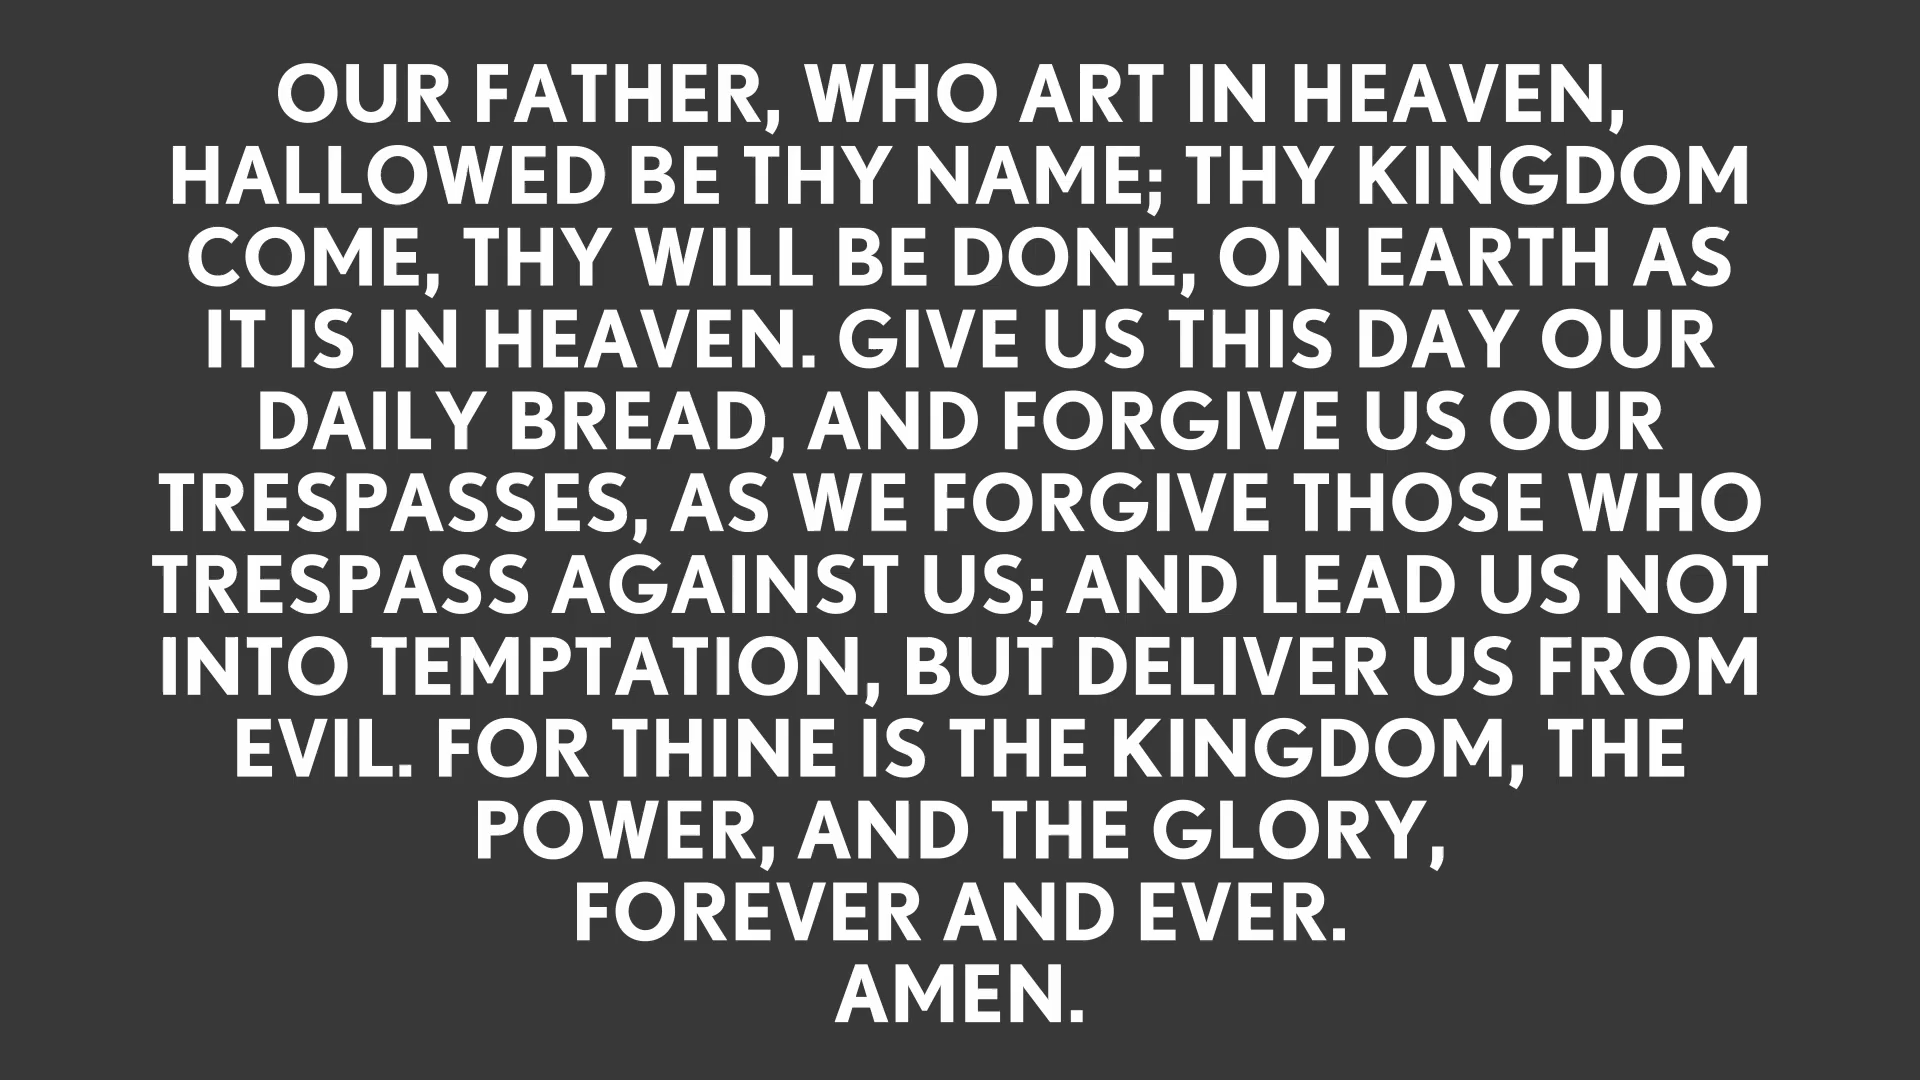 OUR FATHER, WHO ART IN HEAVEN,
HALLOWED BE THY NAME; THY KINGDOM
COME, THY WILL BE DONE, ON EARTH AS
IT IS IN HEAVEN. GIVE US THIS DAY OUR
DAILY BREAD, AND FORGIVE US OUR
TRESPASSES, AS WE FORGIVE THOSE WHO
TRESPASS AGAINST US; AND LEAD US NOT
INTO TEMPTATION, BUT DELIVER US FROM
EVIL. FOR THINE IS THE KINGDOM, THE
POWER, AND THE GLORY,
FOREVER AND EVER.
AMEN.